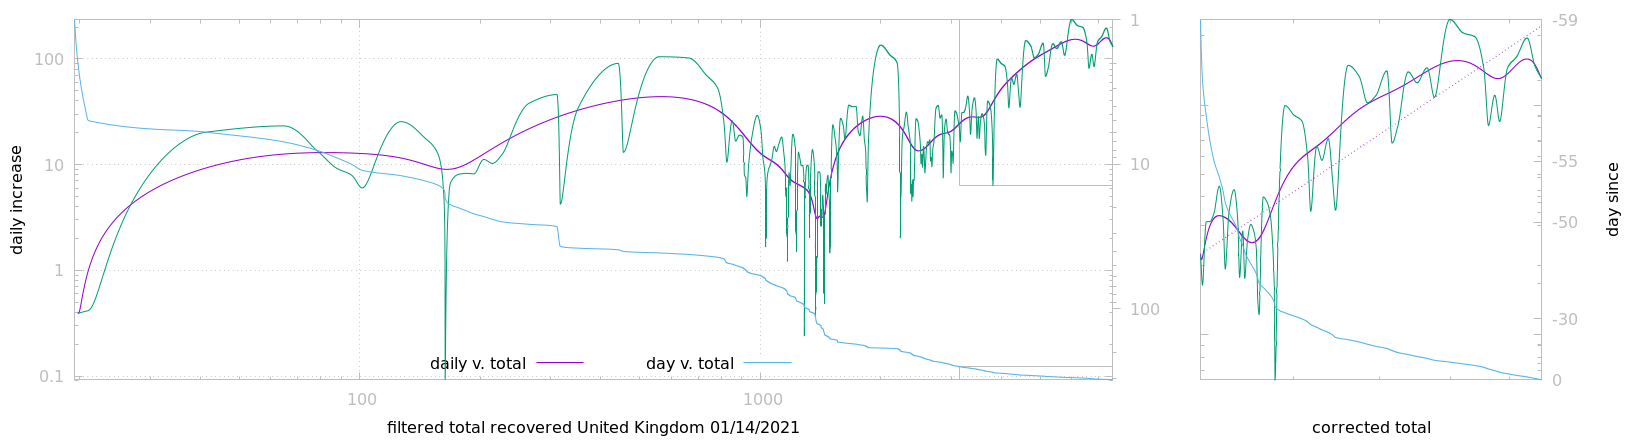 daily increase
100
10
1
0.1
daily v. total
day v. total
100
1000
filtered total recovered United Kingdom 01/14/2021
1
10
100
-59
-55
-50
-30
0
day since
corrected total